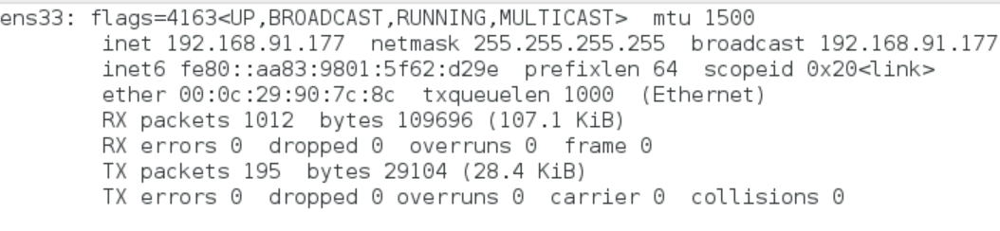 ens33: flags=4163<UP,BROADCAST,RUNNING,MULTICAST>  mtu 1500
        inet 192.168.91.177  netmask 255.255.255.255  broadcast 192.168.91.177
        inet6 fe80::aa83:9801:5f62:d29e  prefixlen 64  scopeid 0x20<link>
        ether 00:0c:29:90:7c:8c  txqueuelen 1000  (Ethernet)
        RX packets 1012  bytes 109696 (107.1 KiB)
        RX errors 0  dropped 0  overruns 0  frame 0
        TX packets 195  bytes 29104 (28.4 KiB)
        TX errors 0  dropped 0 overruns 0  carrier 0  collisions 0